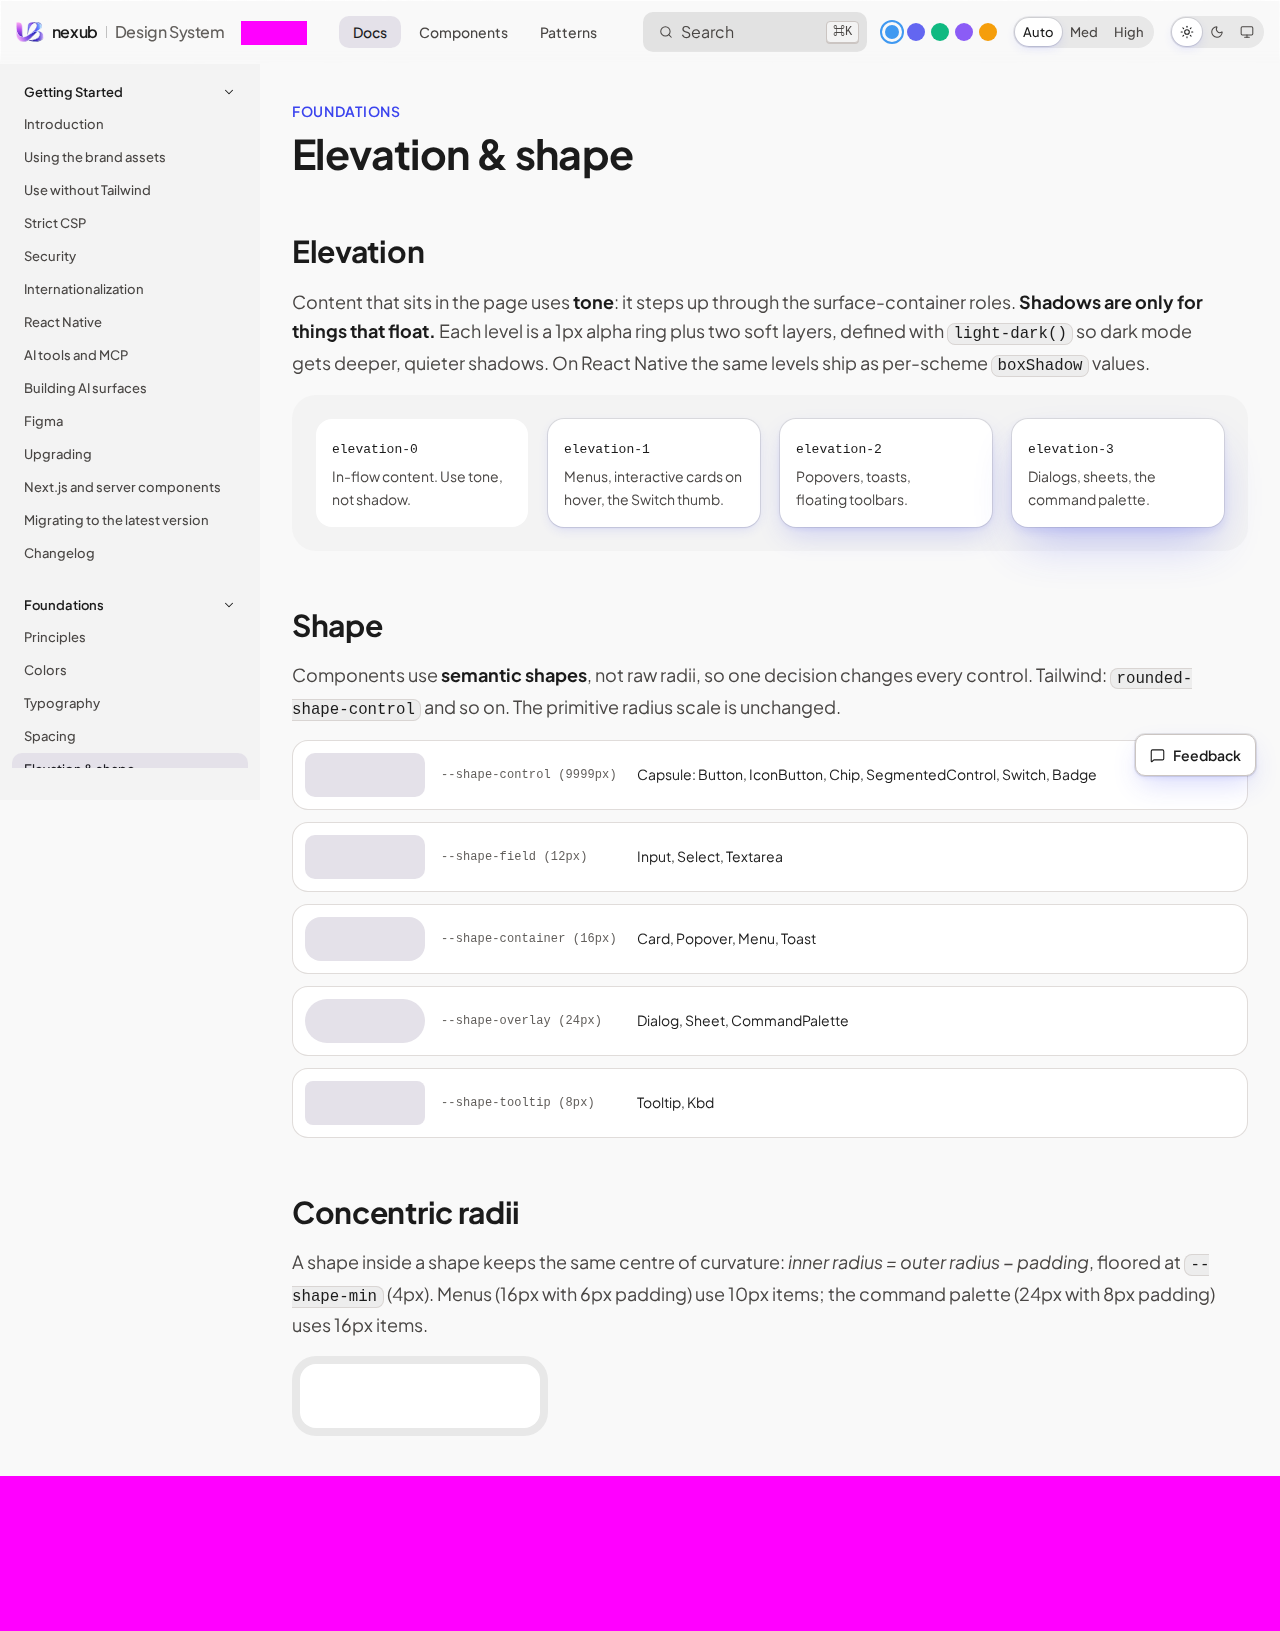 nexub Design System Docs Components Patterns Search ⌘K Auto Med High
Getting Started
Introduction
Using the brand assets
Use without Tailwind
Strict CSP
Security
Internationalization
React Native
AI tools and MCP
Building AI surfaces
Figma
Upgrading
Next.js and server components
Migrating to the latest version
Changelog
Foundations
Principles
Colors
Typography
Spacing
Elevation & shape
FOUNDATIONS
Elevation & shape
Elevation
Content that sits in the page uses tone: it steps up through the surface-container roles. Shadows are only for
things that float. Each level is a 1px alpha ring plus two soft layers, defined with light-dark() so dark mode
gets deeper, quieter shadows. On React Native the same levels ship as per-scheme boxShadow values.
elevation-0
In-flow content. Use tone,
not shadow.
elevation-1
Menus, interactive cards on
hover, the Switch thumb.
elevation-2
Popovers, toasts,
floating toolbars.
elevation-3
Dialogs, sheets, the
command palette.
Shape
Components use semantic shapes, not raw radii, so one decision changes every control. Tailwind: rounded-
shape-control and so on. The primitive radius scale is unchanged.
Feedback
--shape-control (9999px) Capsule: Button, IconButton, Chip, SegmentedControl, Switch, Badge
--shape-field (12px) Input, Select, Textarea
--shape-container (16px) Card, Popover, Menu, Toast
--shape-overlay (24px) Dialog, Sheet, CommandPalette
--shape-tooltip (8px) Tooltip, Kbd
Concentric radii
A shape inside a shape keeps the same centre of curvature: inner radius = outer radius − padding, floored at --
shape-min (4px). Menus (16px with 6px padding) use 10px items; the command palette (24px with 8px padding)
uses 16px items.